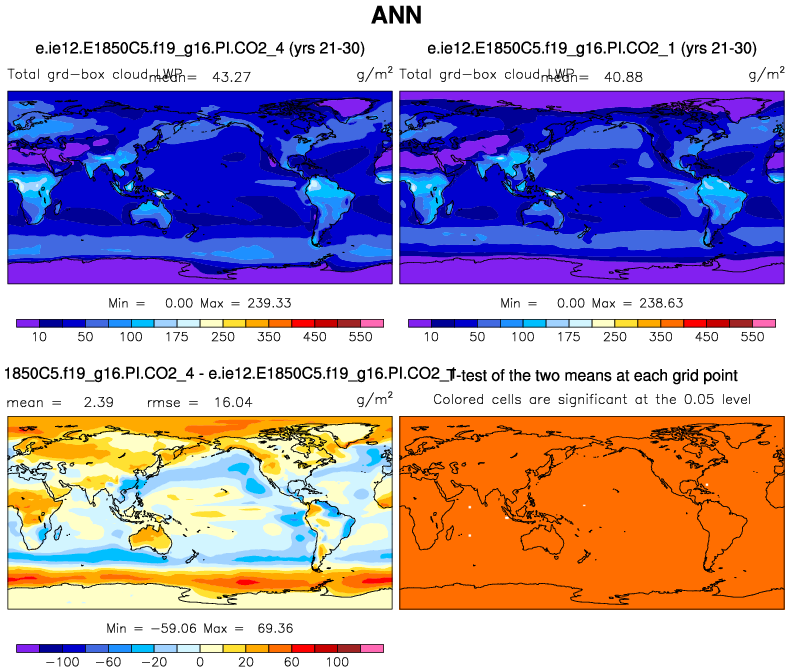 ANN
e.ie12.E1850C5.f19_g16.PI.CO2_4 (yrs 21-30)
e.ie12.E1850C5.f19_g16.PI.CO2_1 (yrs 21-30)
Total grd-box cloud LWP mean= 43.27 g/m²
Total grd-box cloud LWP mean= 40.88 g/m²
Min = 0.00 Max = 239.33
Min = 0.00 Max = 238.63
10 50 100 175 250 350 450 550
10 50 100 175 250 350 450 550
1850C5.f19_g16.PI.CO2_4 - e.ie12.E1850C5.f19_g16.PI.CO2_1
T-test of the two means at each grid point
mean = 2.39 rmse = 16.04 g/m²
Colored cells are significant at the 0.05 level
Min = -59.06 Max = 69.36
-100 -60 -20 0 20 60 100